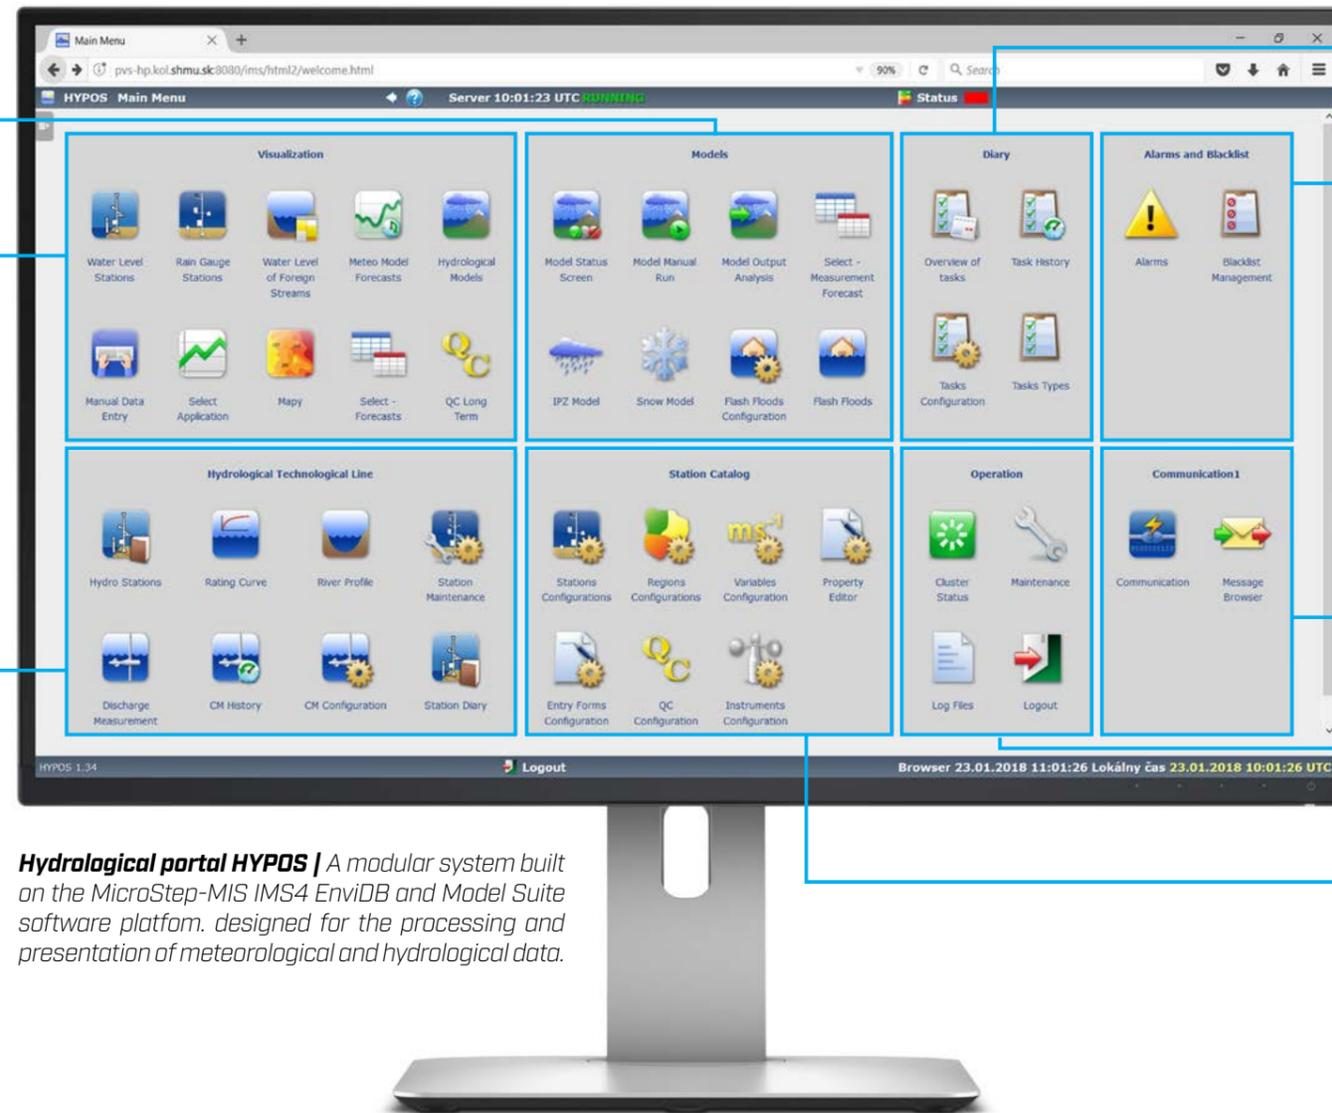 Main Menu
pvs-hp.kol.shmu.sk:8080/ims/html2/welcome.html
90%
Search
HYPOS Main Menu
Server 10:01:23 UTC RUNNING
Status
Visualization
Water Level
Stations
Rain Gauge
Stations
Water Level
of Foreign
Streams
Meteo Model
Forecasts
Hydrological
Models
Manual Data
Entry
Select
Application
Mapy
Select -
Forecasts
QC
QC Long
Term
Models
Model Status
Screen
Model Manual
Run
Model Output
Analysis
Select -
Measurement
Forecast
IPZ Model
Snow Model
Flash Floods
Configuration
Flash Floods
Diary
Overview of
tasks
Task History
Tasks
Configuration
Tasks Types
Alarms and Blacklist
Alarms
Blacklist
Management
Hydrological Technological Line
Hydro Stations
Rating Curve
River Profile
Station
Maintenance
Discharge
Measurement
CM History
CM Configuration
Station Diary
Station Catalog
Stations
Configurations
Regions
Configurations
ms-1
Variables
Configuration
Property
Editor
Entry Forms
Configuration
QC
QC
Configuration
Instruments
Configuration
Operation
Cluster
Status
Maintenance
Log Files
Logout
Communication1
Communication
Message
Browser
HYPOS 1.34
Logout
Browser 23.01.2018 11:01:26 Lokálny čas 23.01.2018 10:01:26 UTC
Hydrological portal HYPOS | A modular system built
on the MicroStep-MIS IMS4 EnviDB and Model Suite
software platfom. designed for the processing and
presentation of meteorological and hydrological data.